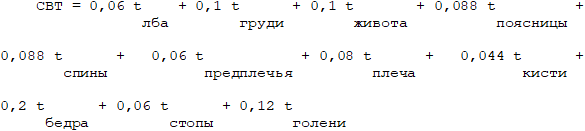 СВТ = 0,06 t + 0,1 t + 0,1 t + 0,088 t +
лба груди живота поясницы
0,088 t + 0,06 t + 0,08 t + 0,044 t +
спины предплечья плеча кисти
0,2 t + 0,06 t + 0,12 t
бедра стопы голени